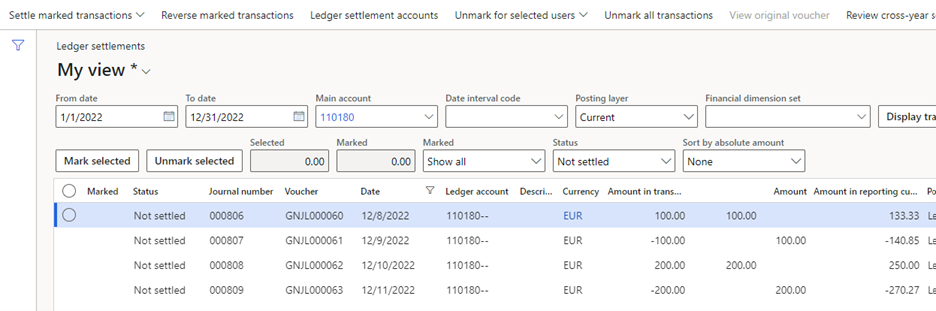 Settle marked transactions Reverse marked transactions Ledger settlement accounts Unmark for selected users Unmark all transactions View original voucher Review cross-year s
Ledger settlements
My view *
From date To date Main account Date interval code Posting layer Financial dimension set
1/1/2022 12/31/2022 110180 Current Display tra
Selected Marked Marked Status Sort by absolute amount
Mark selected Unmark selected 0.00 0.00 Show all Not settled None
Marked Status Journal number Voucher Date Ledger account Descri... Currency Amount in trans... Amount Amount in reporting cu... Po
Not settled 000806 GNJL000060 12/8/2022 110180-- EUR 100.00 100.00 133.33 Le
Not settled 000807 GNJL000061 12/9/2022 110180-- EUR -100.00 100.00 -140.85 Le
Not settled 000808 GNJL000062 12/10/2022 110180-- EUR 200.00 200.00 250.00 Le
Not settled 000809 GNJL000063 12/11/2022 110180-- EUR -200.00 200.00 -270.27 Le